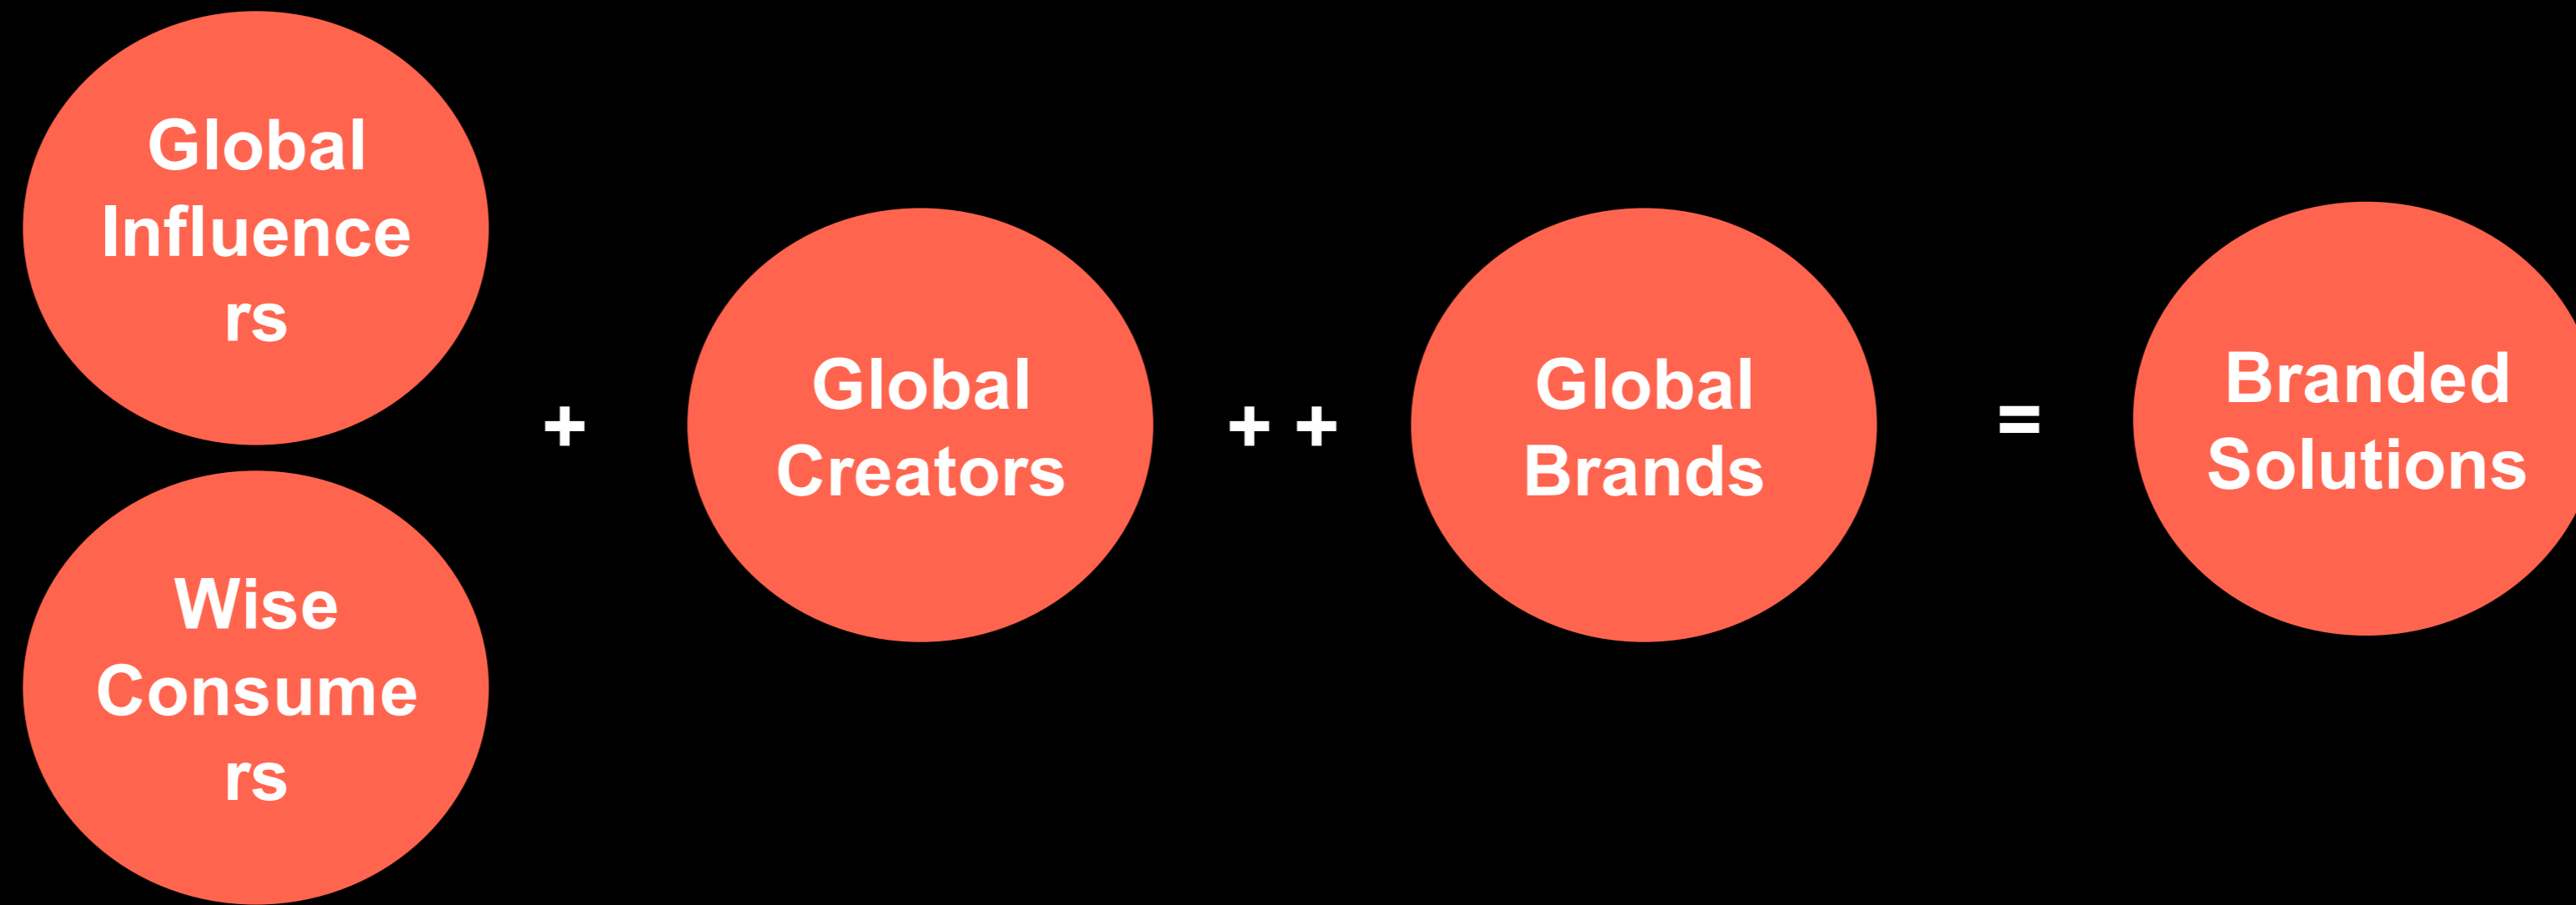 Global
Influence
rs
Wise
Consume
rs
+
Global
Creators
+ +
Global
Brands
=
Branded
Solutions